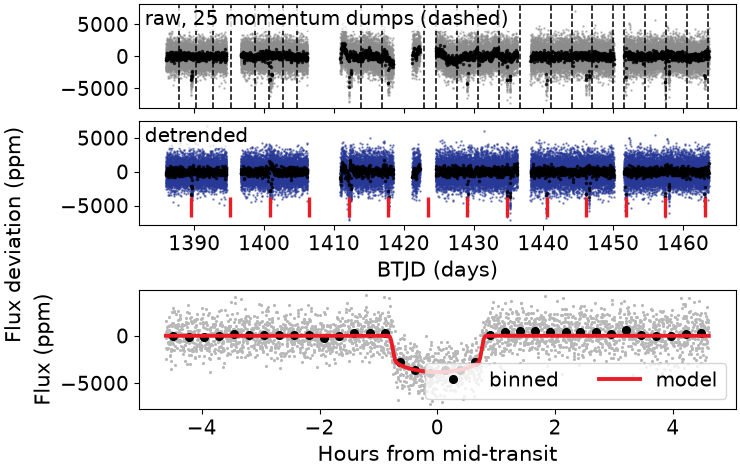 raw, 25 momentum dumps (dashed)
5000
0
−5000
detrended
5000
0
−5000
1390 1400 1410 1420 1430 1440 1450 1460
BTJD (days)
Flux deviation (ppm)
Flux (ppm)
0
−5000
binned model
−4 −2 0 2 4
Hours from mid-transit